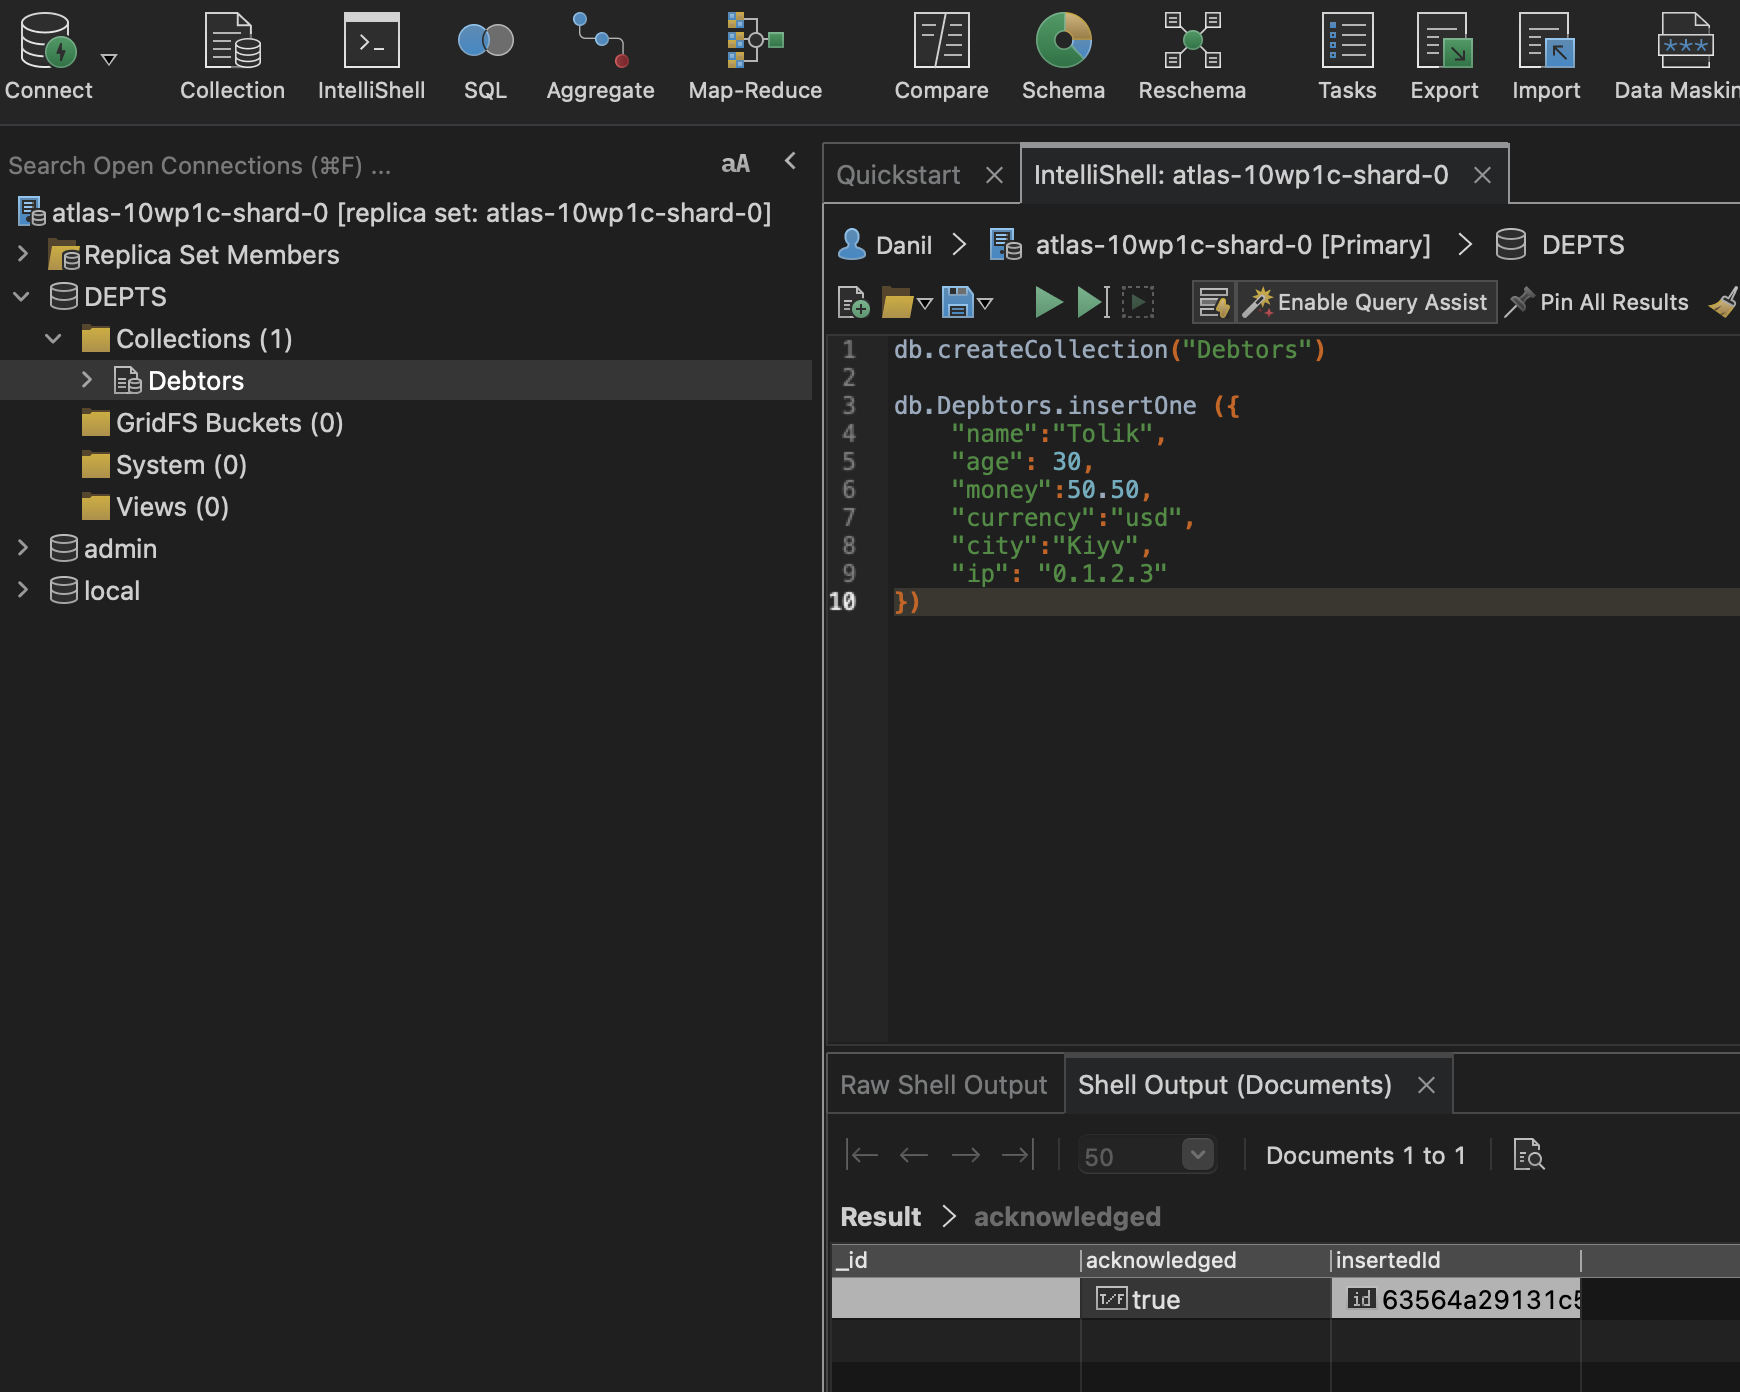 Connect
Collection
IntelliShell
SQL
Aggregate
Map-Reduce
Compare
Schema
Reschema
Tasks
Export
Import
Data Maskin
Search Open Connections (⌘F) ...
aA
atlas-10wp1c-shard-0 [replica set: atlas-10wp1c-shard-0]
Replica Set Members
DEPTS
Collections (1)
Debtors
GridFS Buckets (0)
System (0)
Views (0)
admin
local
Quickstart
IntelliShell: atlas-10wp1c-shard-0
Danil > atlas-10wp1c-shard-0 [Primary] > DEPTS
Enable Query Assist
Pin All Results
1 db.createCollection("Debtors")
2
3 db.Depbtors.insertOne ({
4 "name":"Tolik",
5 "age": 30,
6 "money":50.50,
7 "currency":"usd",
8 "city":"Kiyv",
9 "ip": "0.1.2.3"
10 })
Raw Shell Output
Shell Output (Documents)
50
Documents 1 to 1
Result > acknowledged
_id acknowledged insertedId
T/F true id 63564a29131c5